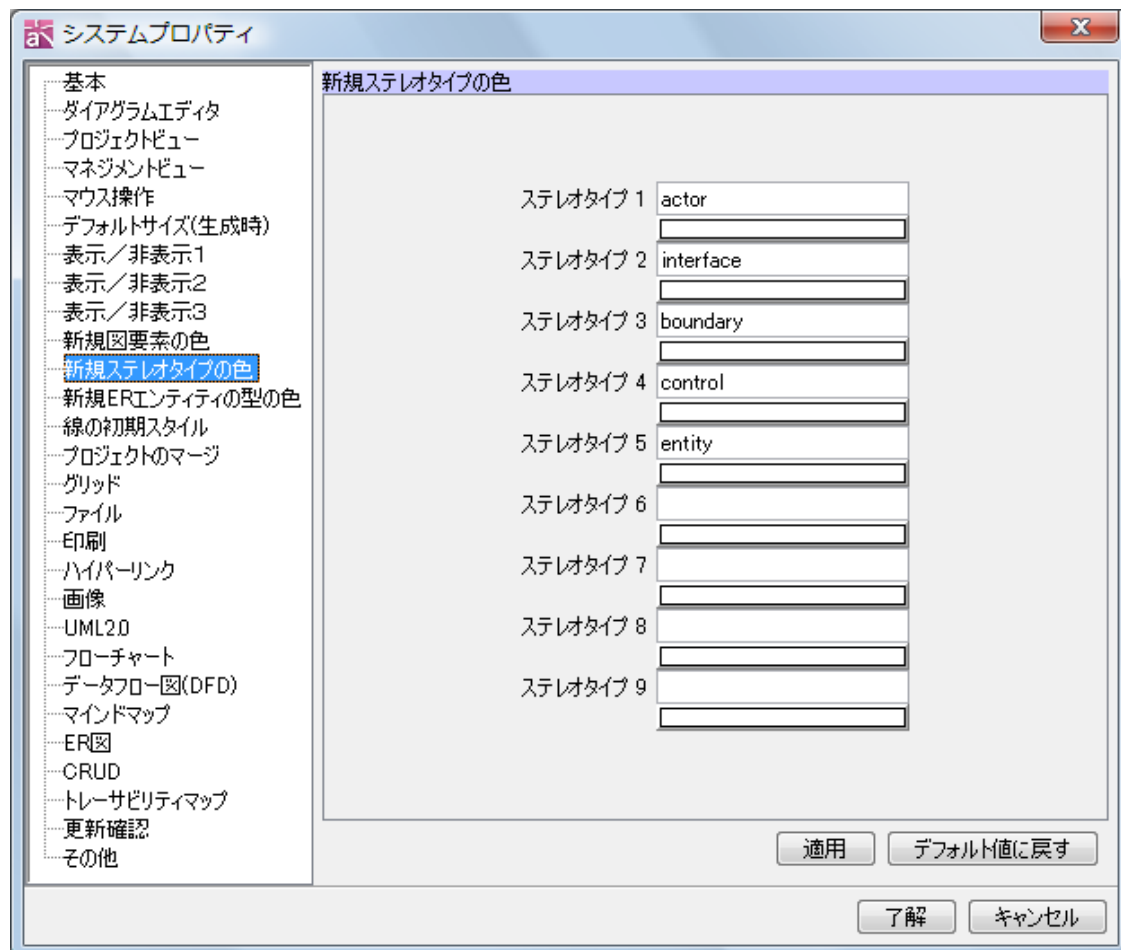 システムプロパティ
基本
ダイアグラムエディタ
プロジェクトビュー
マネジメントビュー
マウス操作
デフォルトサイズ(生成時)
表示／非表示1
表示／非表示2
表示／非表示3
新規図要素の色
新規ステレオタイプの色
新規ERエンティティの型の色
線の初期スタイル
プロジェクトのマージ
グリッド
ファイル
印刷
ハイパーリンク
画像
UML2.0
フローチャート
データフロー図(DFD)
マインドマップ
ER図
CRUD
トレーサビリティマップ
更新確認
その他
新規ステレオタイプの色
ステレオタイプ 1 actor
ステレオタイプ 2 interface
ステレオタイプ 3 boundary
ステレオタイプ 4 control
ステレオタイプ 5 entity
ステレオタイプ 6
ステレオタイプ 7
ステレオタイプ 8
ステレオタイプ 9
適用 デフォルト値に戻す
了解 キャンセル